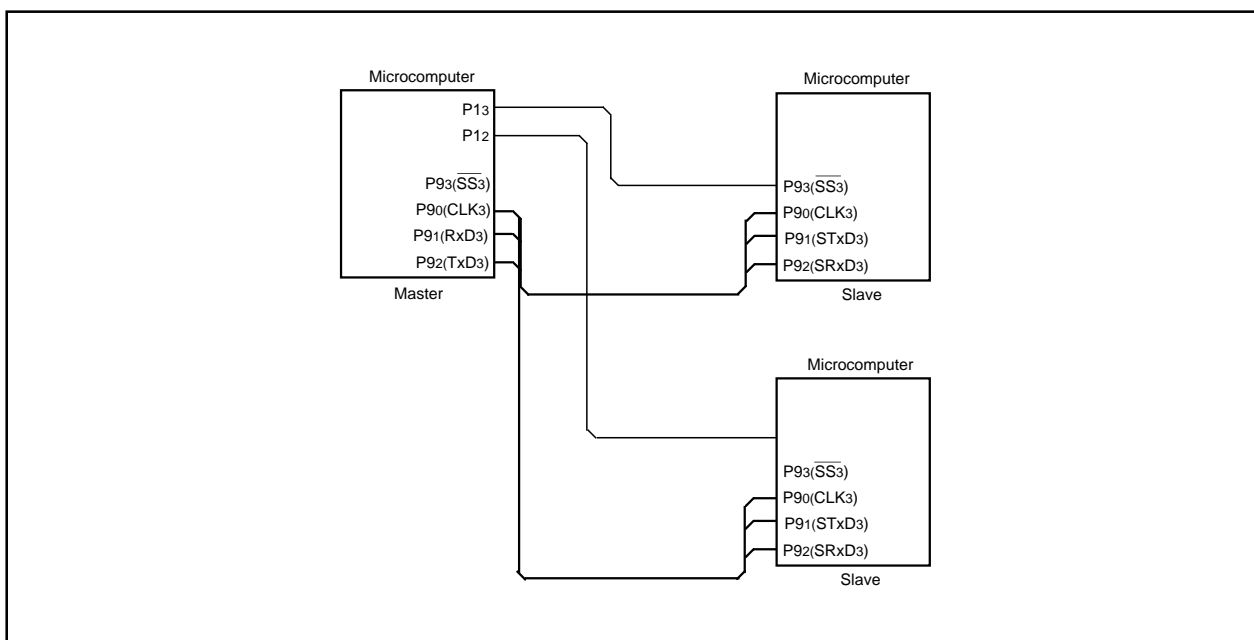 Microcomputer
P13
P12
P93(SS3)
P90(CLK3)
P91(RxD3)
P92(TxD3)
Master
Microcomputer
P93(SS3)
P90(CLK3)
P91(STxD3)
P92(SRxD3)
Slave
Microcomputer
P93(SS3)
P90(CLK3)
P91(STxD3)
P92(SRxD3)
Slave